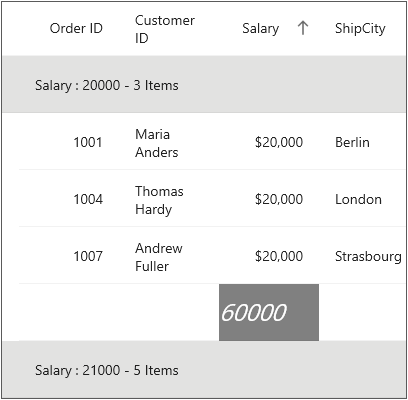 Order ID Customer ID Salary ↑ ShipCity
Salary : 20000 - 3 Items
1001 Maria Anders $20,000 Berlin
1004 Thomas Hardy $20,000 London
1007 Andrew Fuller $20,000 Strasbourg
60000
Salary : 21000 - 5 Items